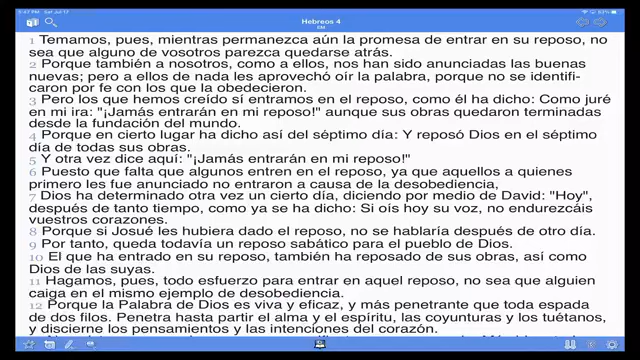 9:47 PM Sat Jul 17
Hebreos 4
1 Temamos, pues, mientras permanezca aún la promesa de entrar en su reposo, no
sea que alguno de vosotros parezca quedarse atrás.
2 Porque también a nosotros, como a ellos, nos han sido anunciadas las buenas
nuevas; pero a ellos de nada les aprovechó oír la palabra, porque no se identifi-
caron por fe con los que la obedecieron.
3 Pero los que hemos creído sí entramos en el reposo, como él ha dicho: Como juré
en mi ira: "¡Jamás entrarán en mi reposo!" aunque sus obras quedaron terminadas
desde la fundación del mundo.
4 Porque en cierto lugar ha dicho así del séptimo día: Y reposó Dios en el séptimo
día de todas sus obras.
5 Y otra vez dice aquí: "¡Jamás entrarán en mi reposo!"
6 Puesto que falta que algunos entren en el reposo, ya que aquellos a quienes
primero les fue anunciado no entraron a causa de la desobediencia,
7 Dios ha determinado otra vez un cierto día, diciendo por medio de David: "Hoy",
después de tanto tiempo, como ya se ha dicho: Si oís hoy su voz, no endurezcáis
vuestros corazones.
8 Porque si Josué les hubiera dado el reposo, no se hablaría después de otro día.
9 Por tanto, queda todavía un reposo sabático para el pueblo de Dios.
10 El que ha entrado en su reposo, también ha reposado de sus obras, así como
Dios de las suyas.
11 Hagamos, pues, todo esfuerzo para entrar en aquel reposo, no sea que alguien
caiga en el mismo ejemplo de desobediencia.
12 Porque la Palabra de Dios es viva y eficaz, y más penetrante que toda espada
de dos filos. Penetra hasta partir el alma y el espíritu, las coyunturas y los tuétanos,
y discierne los pensamientos y las intenciones del corazón.